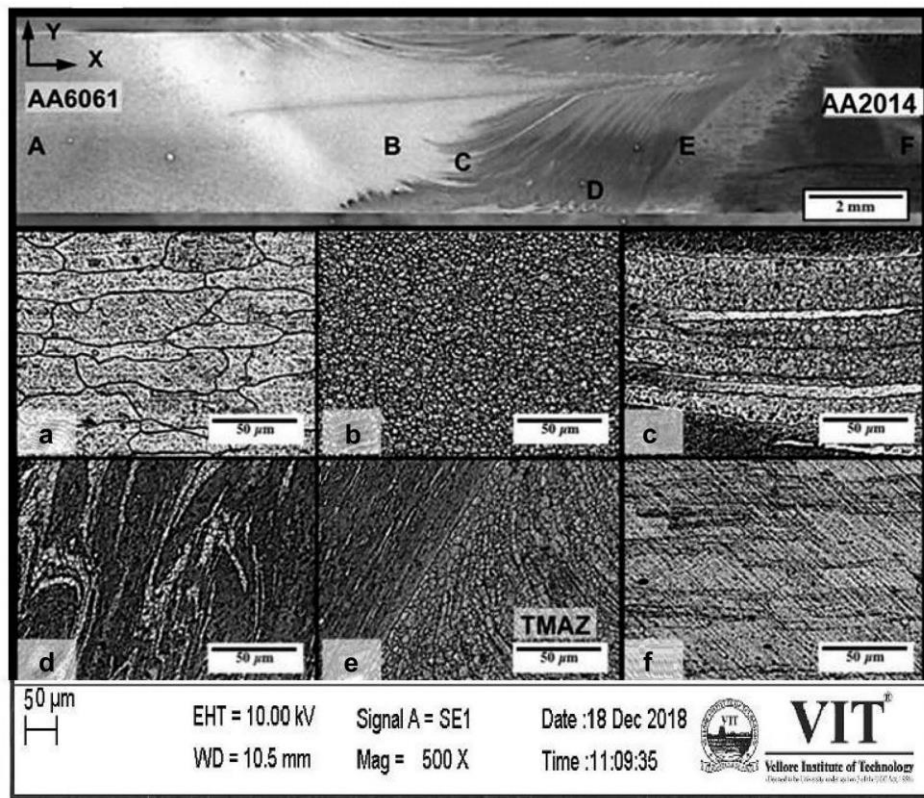 Y
X
AA6061
AA2014
A
B
C
D
E
F
2 mm
a
50 µm
b
50 µm
c
50 µm
d
50 µm
e
TMAZ
50 µm
f
50 µm
50 µm
EHT = 10.00 kV
Signal A = SE1
Date :18 Dec 2018
WD = 10.5 mm
Mag = 500 X
Time :11:09:35
VIT
VIT®
Vellore Institute of Technology